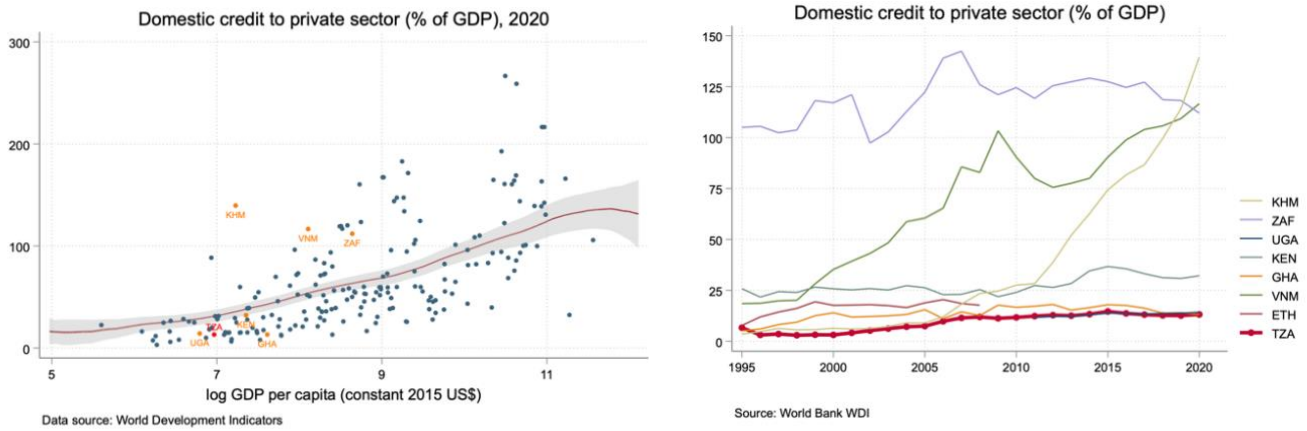 Domestic credit to private sector (% of GDP), 2020
300
200
100
0
KHM
VNM
ZAF
TZA
KEN
UGA
GHA
5
7
9
11
log GDP per capita (constant 2015 US$)
Data source: World Development Indicators
Domestic credit to private sector (% of GDP)
150
125
100
75
50
25
0
1995
2000
2005
2010
2015
2020
KHM
ZAF
UGA
KEN
GHA
VNM
ETH
TZA
Source: World Bank WDI